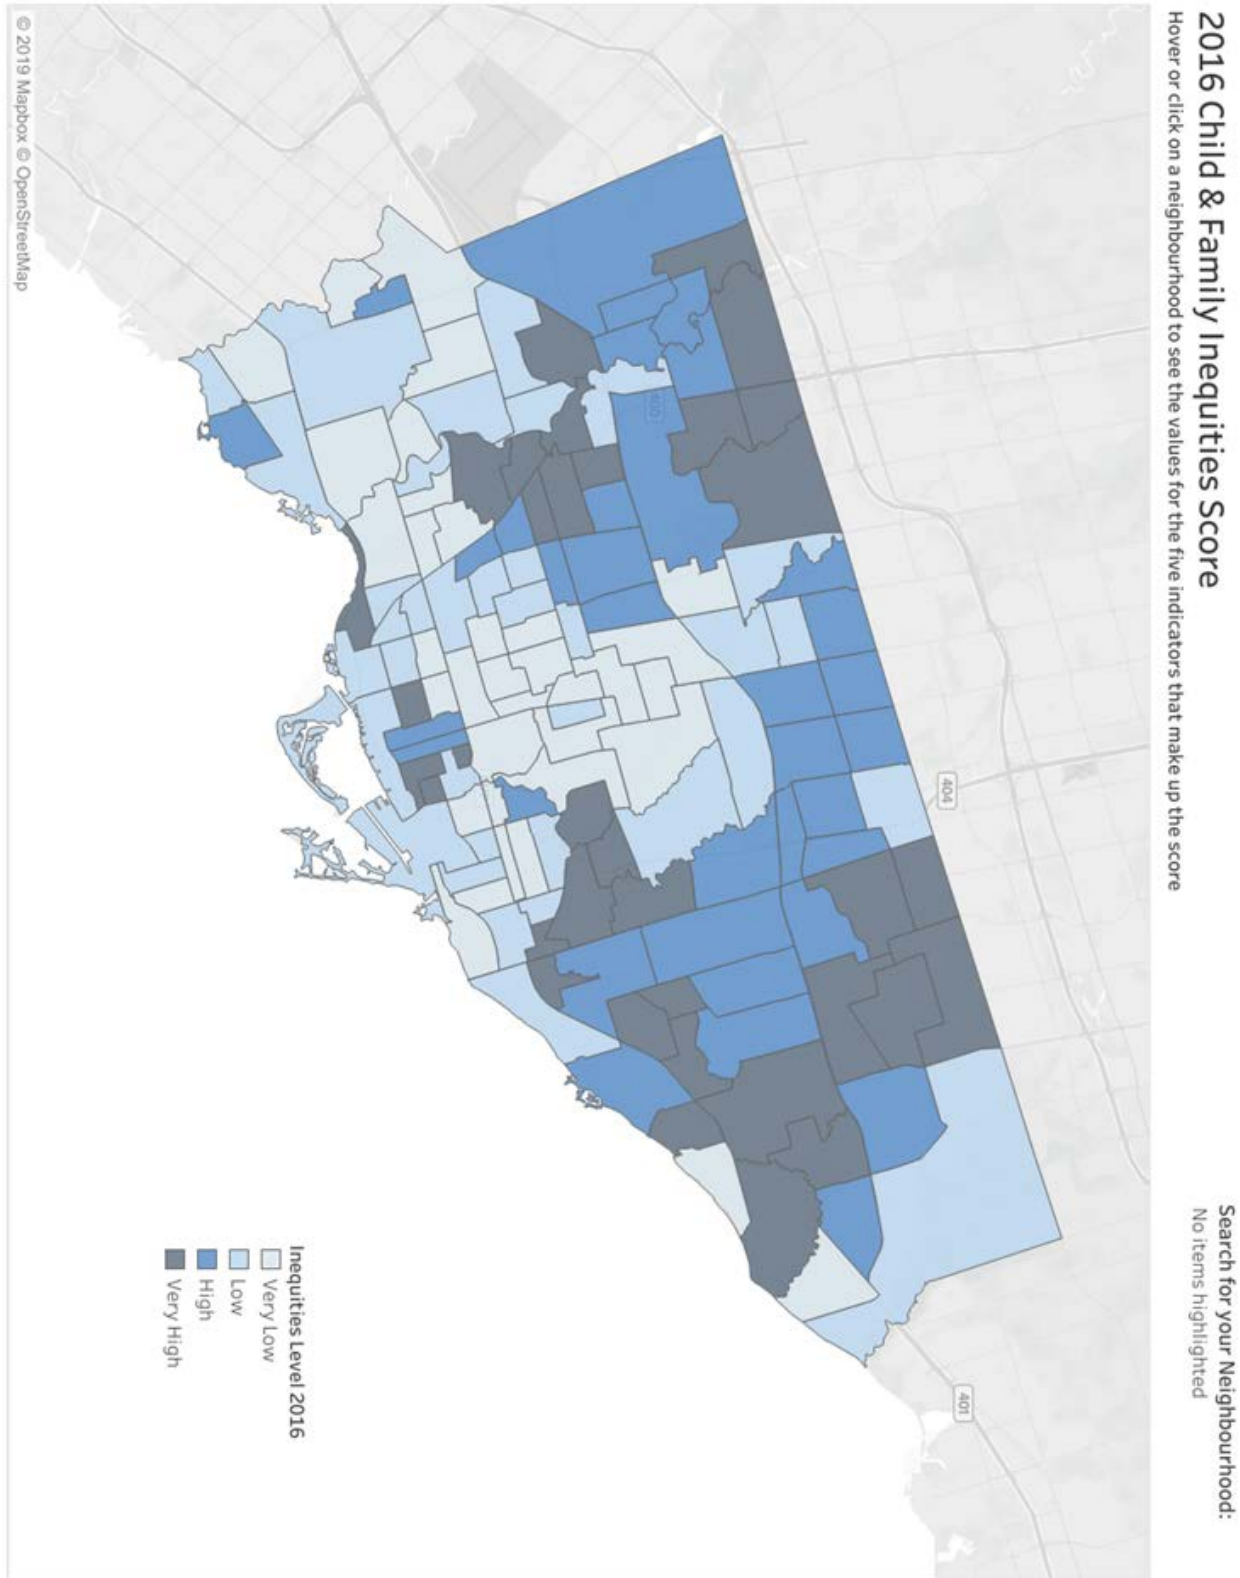 2016 Child & Family Inequities Score
Hover or click on a neighbourhood to see the values for the five indicators that make up the score
Search for your Neighbourhood:
No items highlighted
404
400
401
Inequities Level 2016
Very Low
Low
High
Very High
© 2019 Mapbox © OpenStreetMap